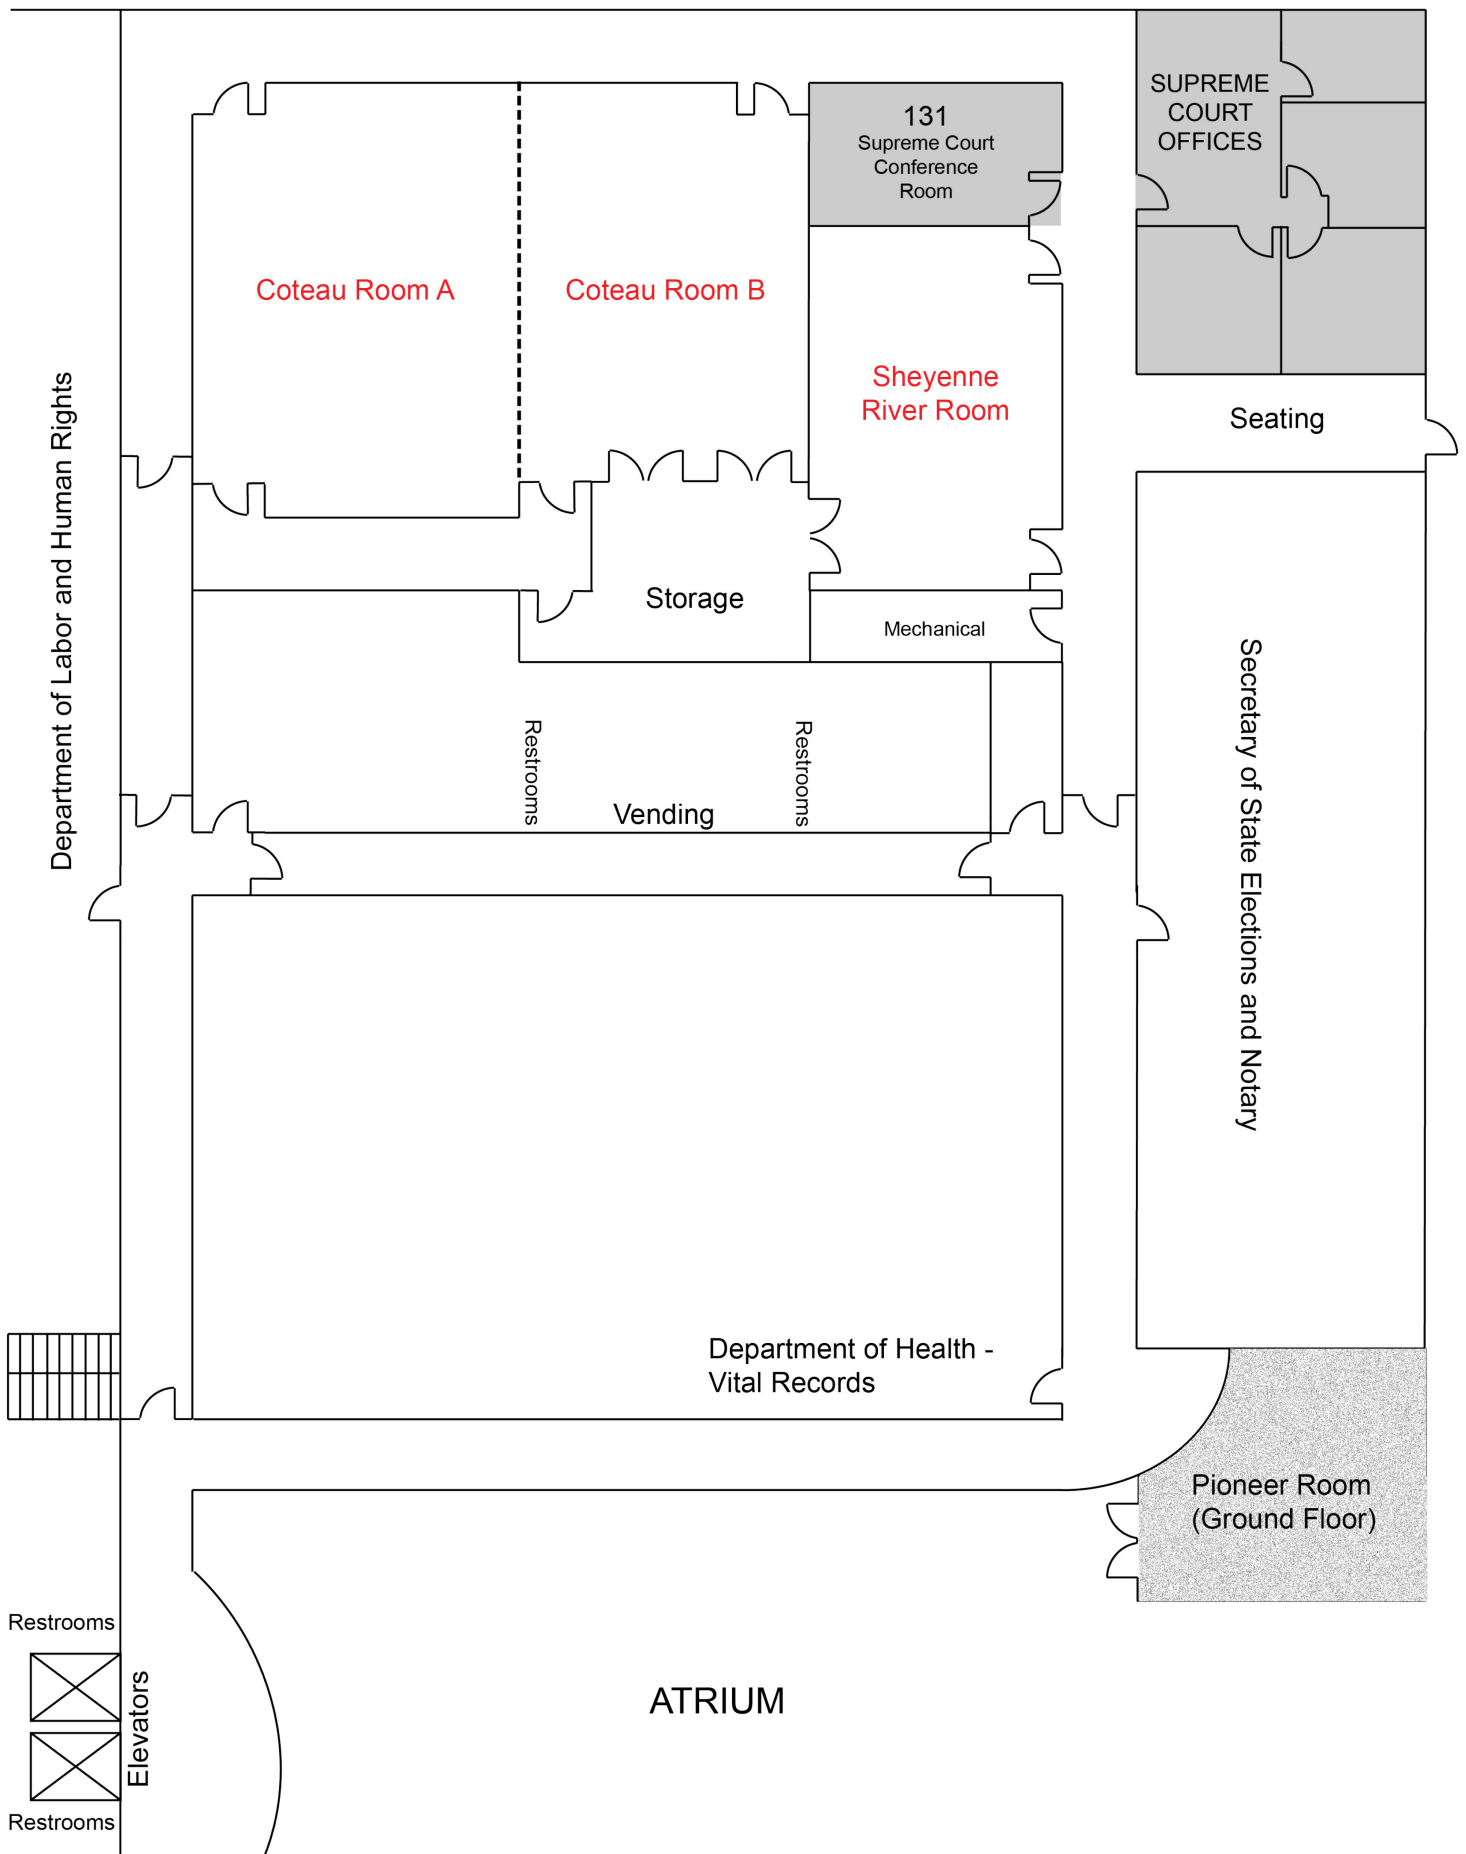 SUPREME
COURT
OFFICES
131
Supreme Court
Conference
Room
Coteau Room A
Coteau Room B
Sheyenne
River Room
Seating
Department of Labor and Human Rights
Storage
Mechanical
Secretary of State Elections and Notary
Restrooms
Restrooms
Vending
Department of Health -
Vital Records
Pioneer Room
(Ground Floor)
Restrooms
Elevators
ATRIUM
Restrooms